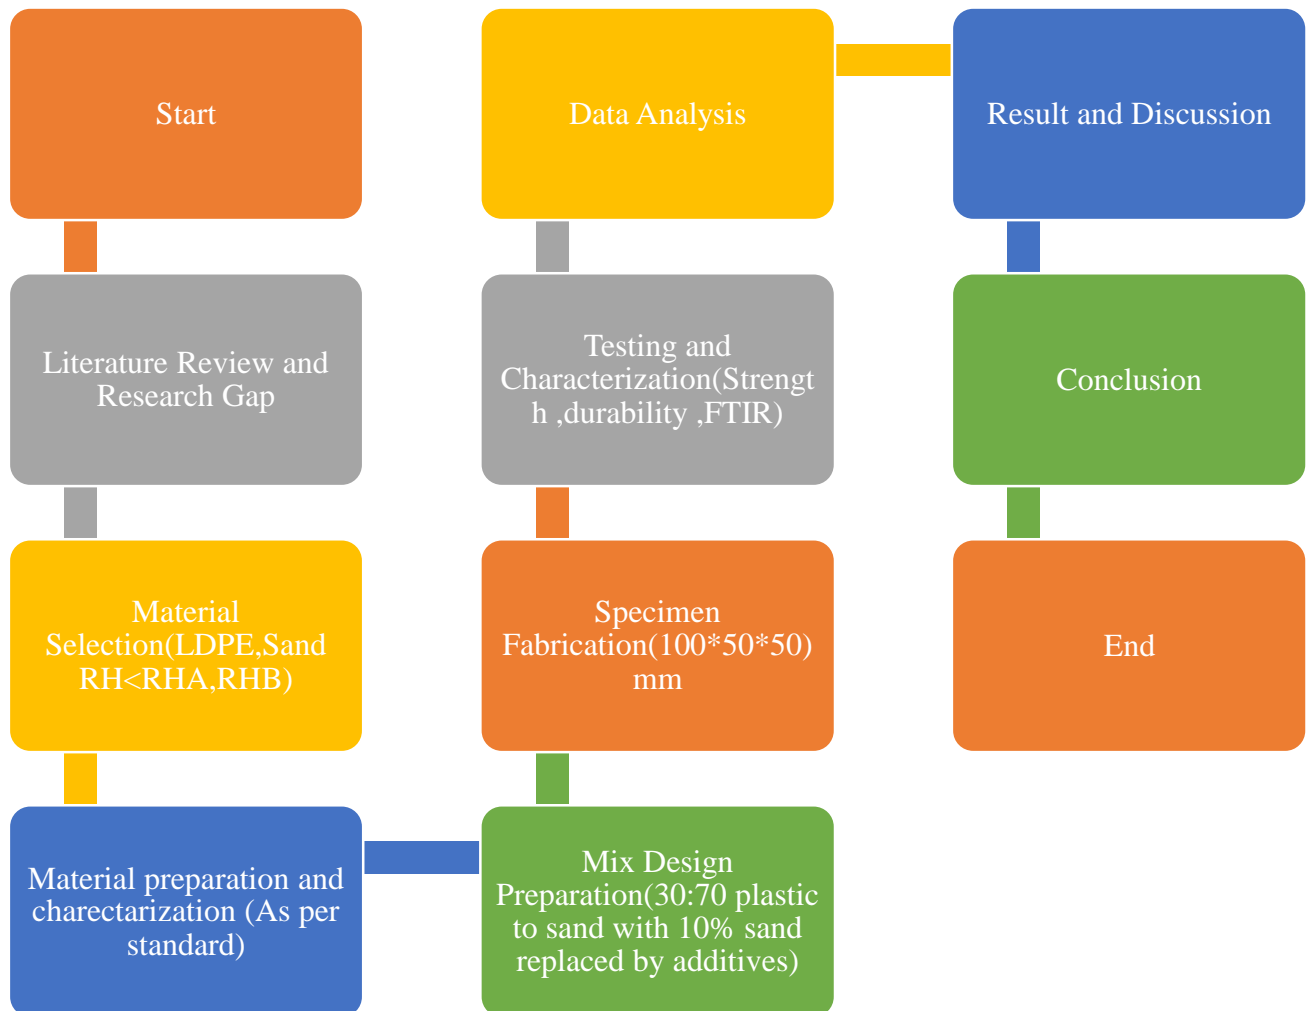 Start
Literature Review and
Research Gap
Material
Selection(LDPE,Sand
RH<RHA,RHB)
Material preparation and
charectarization (As per
standard)
Mix Design
Preparation(30:70 plastic
to sand with 10% sand
replaced by additives)
Specimen
Fabrication(100*50*50)
mm
Testing and
Characterization(Strengt
h ,durability ,FTIR)
Data Analysis
Result and Discussion
Conclusion
End